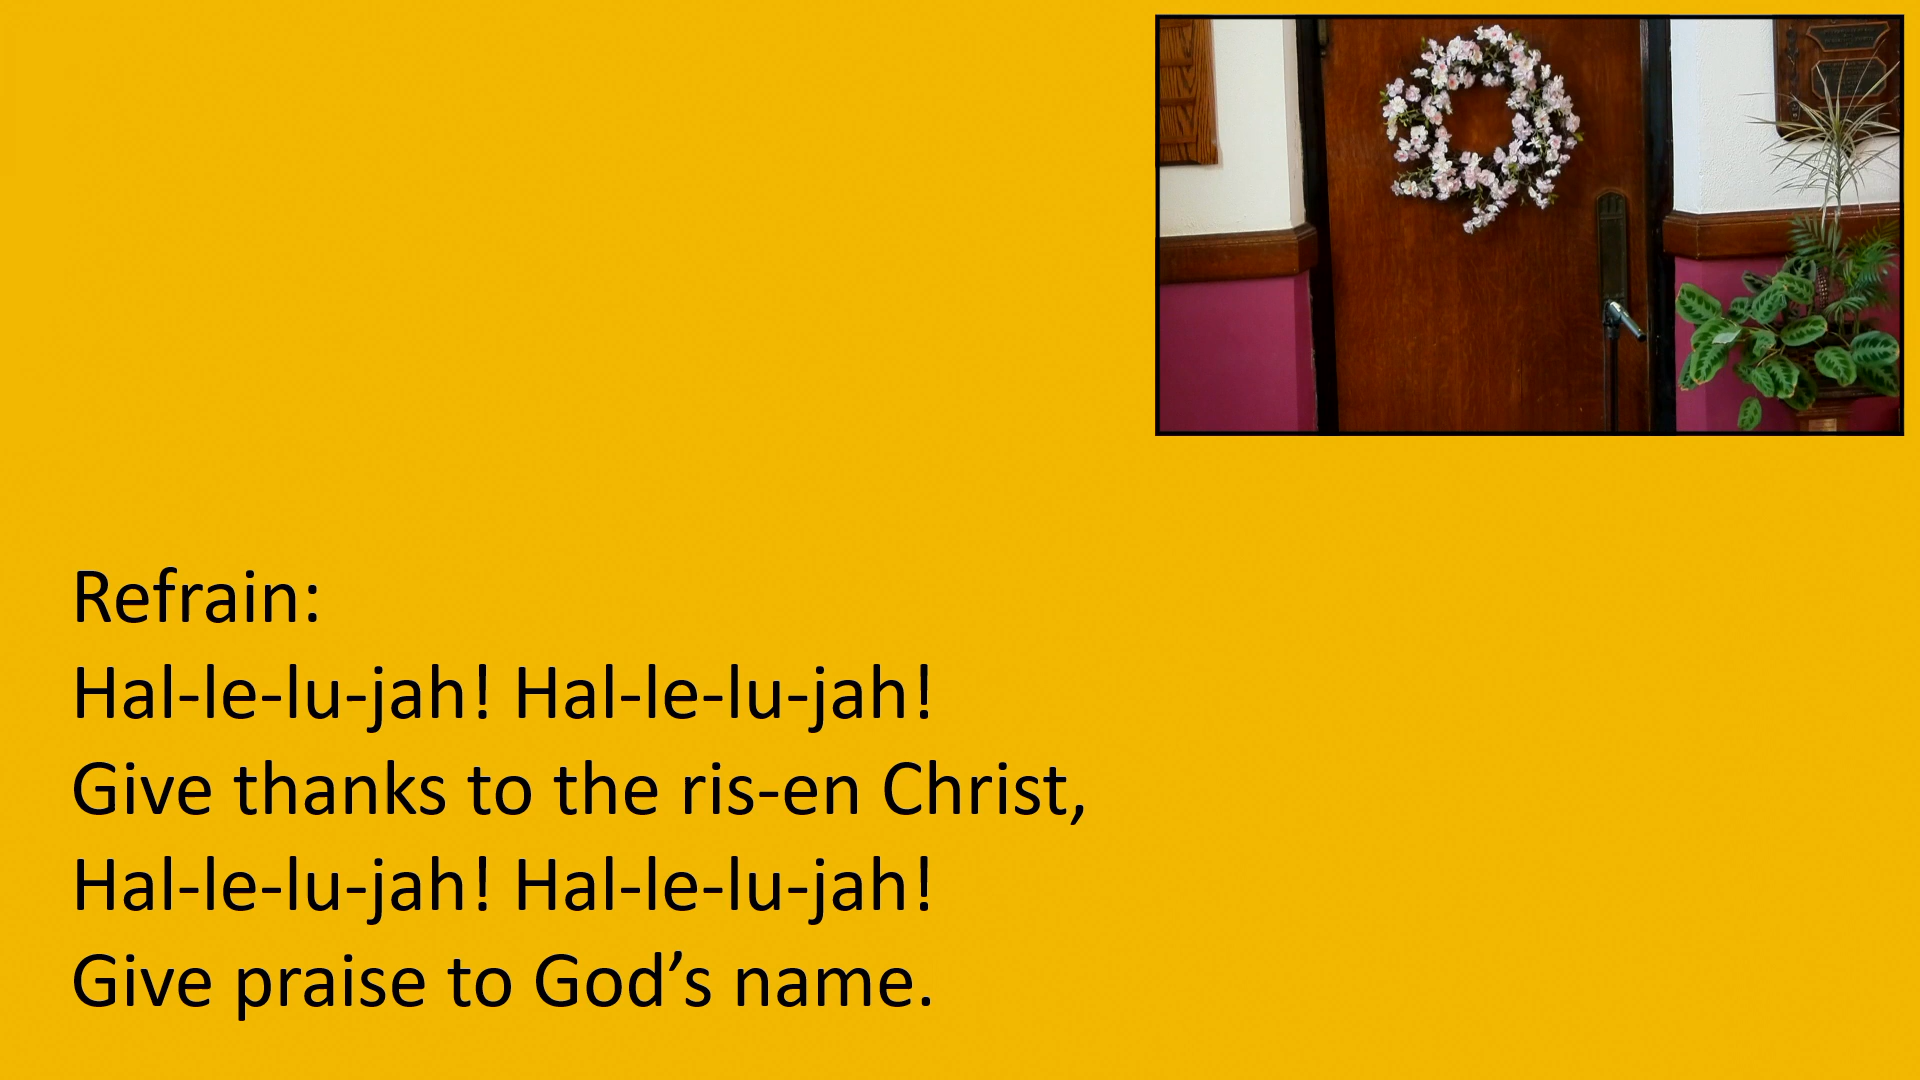 Refrain:
Hal-le-lu-jah! Hal-le-lu-jah!
Give thanks to the ris-en Christ,
Hal-le-lu-jah! Hal-le-lu-jah!
Give praise to God’s name.